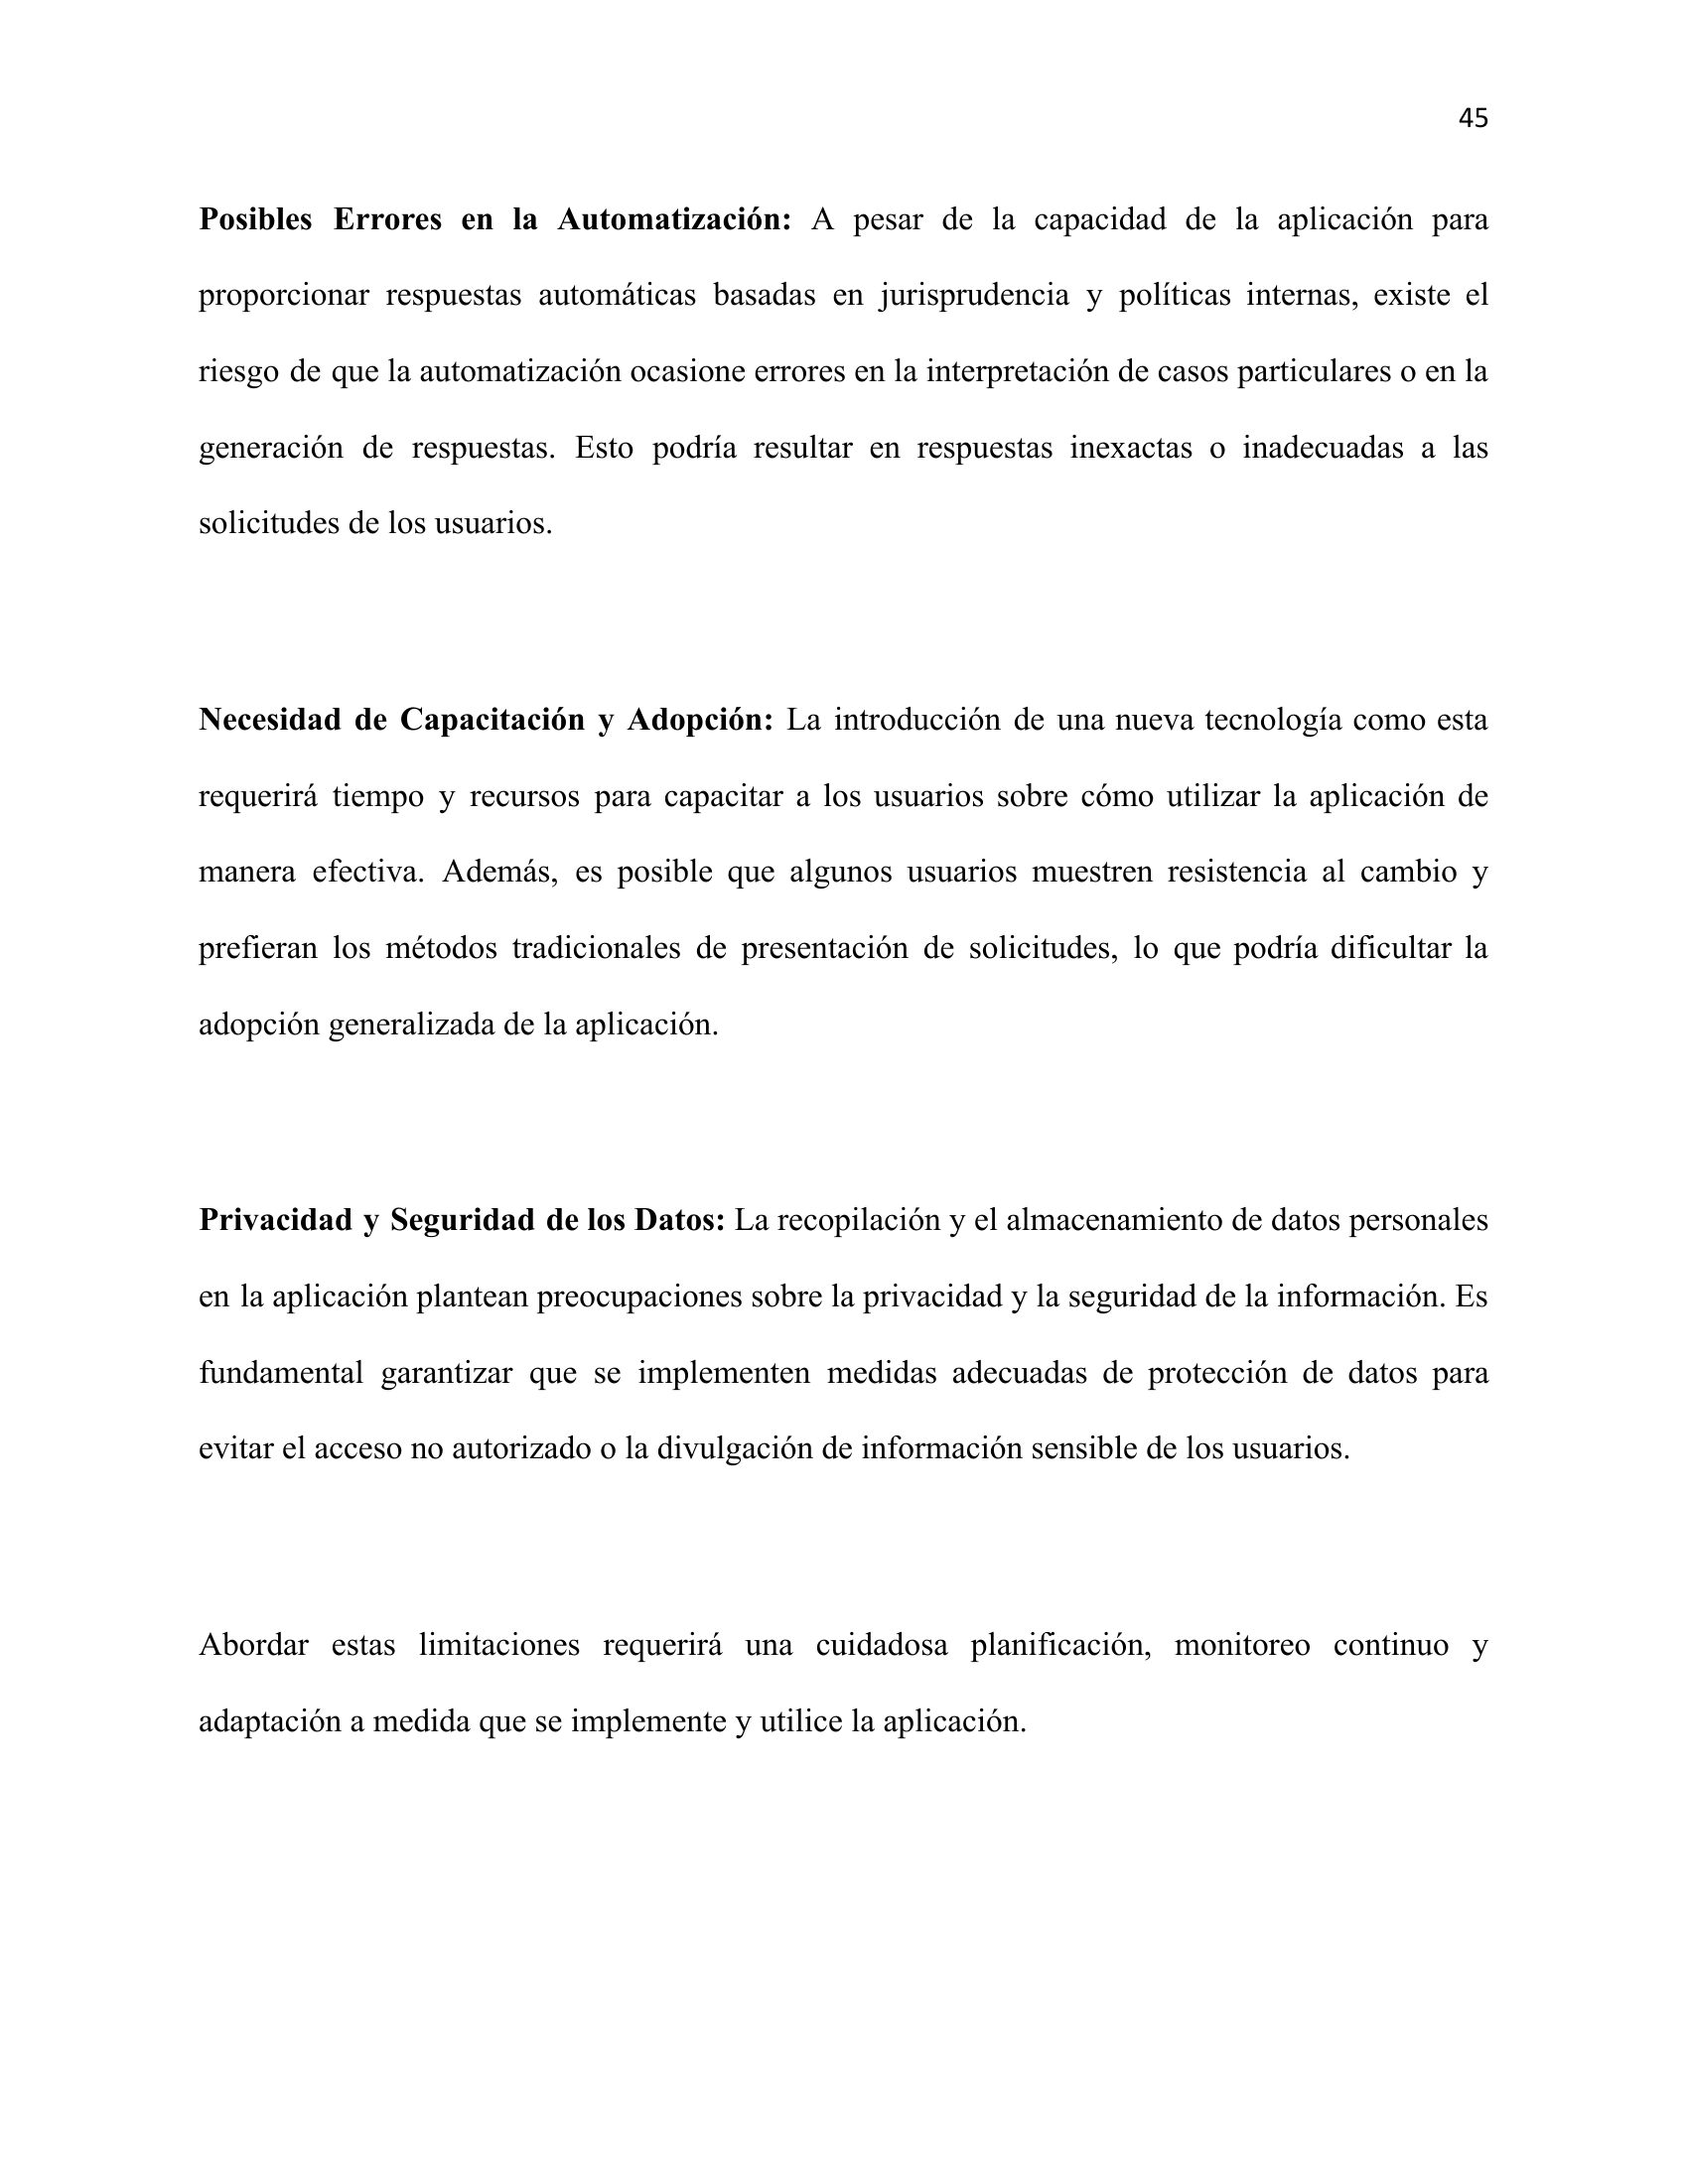 45
Posibles Errores en la Automatización: A pesar de la capacidad de la aplicación para
proporcionar respuestas automáticas basadas en jurisprudencia y políticas internas, existe el
riesgo de que la automatización ocasione errores en la interpretación de casos particulares o en la
generación de respuestas. Esto podría resultar en respuestas inexactas o inadecuadas a las
solicitudes de los usuarios.
Necesidad de Capacitación y Adopción: La introducción de una nueva tecnología como esta
requerirá tiempo y recursos para capacitar a los usuarios sobre cómo utilizar la aplicación de
manera efectiva. Además, es posible que algunos usuarios muestren resistencia al cambio y
prefieran los métodos tradicionales de presentación de solicitudes, lo que podría dificultar la
adopción generalizada de la aplicación.
Privacidad y Seguridad de los Datos: La recopilación y el almacenamiento de datos personales
en la aplicación plantean preocupaciones sobre la privacidad y la seguridad de la información. Es
fundamental garantizar que se implementen medidas adecuadas de protección de datos para
evitar el acceso no autorizado o la divulgación de información sensible de los usuarios.
Abordar estas limitaciones requerirá una cuidadosa planificación, monitoreo continuo y
adaptación a medida que se implemente y utilice la aplicación.